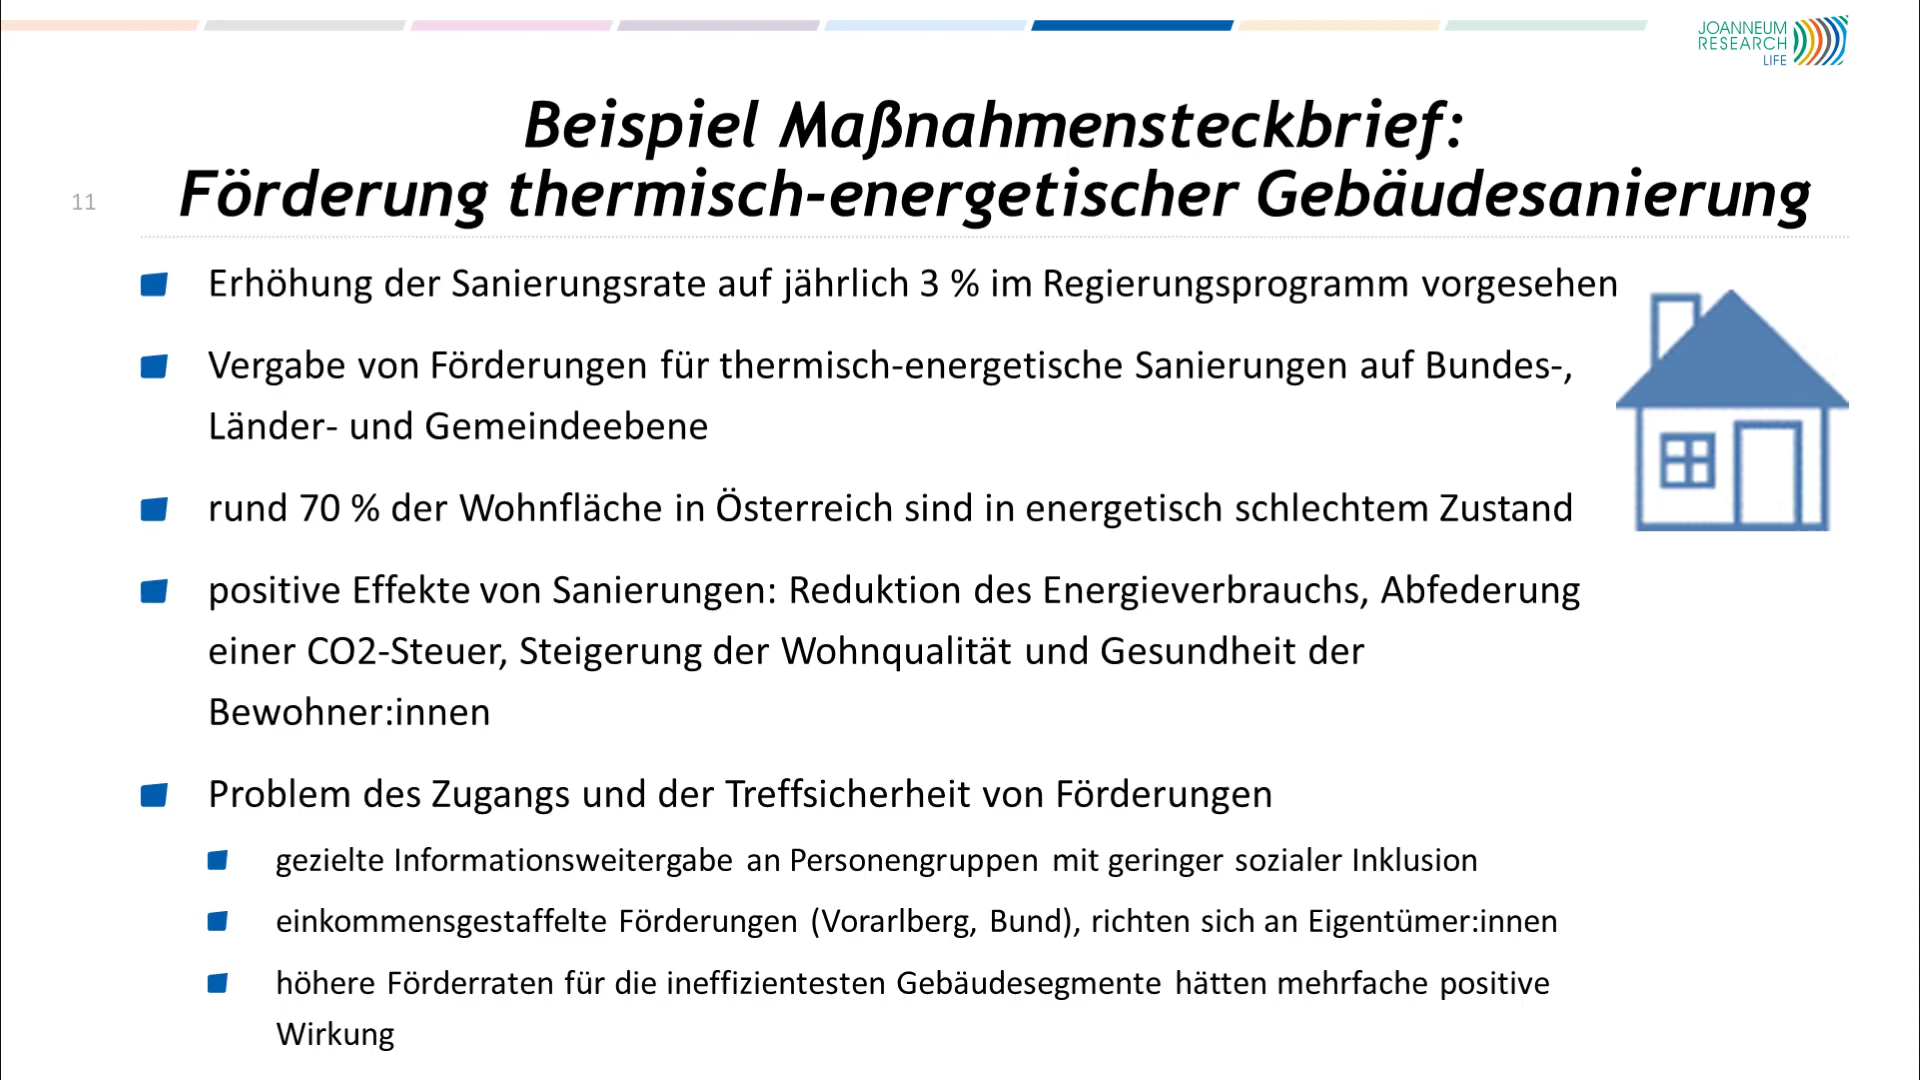 JOANNEUM
RESEARCH
LIFE
Beispiel Maßnahmensteckbrief:
11
Förderung thermisch-energetischer Gebäudesanierung
Erhöhung der Sanierungsrate auf jährlich 3 % im Regierungsprogramm vorgesehen
Vergabe von Förderungen für thermisch-energetische Sanierungen auf Bundes-,
Länder- und Gemeindeebene
rund 70 % der Wohnfläche in Österreich sind in energetisch schlechtem Zustand
positive Effekte von Sanierungen: Reduktion des Energieverbrauchs, Abfederung
einer CO2-Steuer, Steigerung der Wohnqualität und Gesundheit der
Bewohner:innen
Problem des Zugangs und der Treffsicherheit von Förderungen
gezielte Informationsweitergabe an Personengruppen mit geringer sozialer Inklusion
einkommensgestaffelte Förderungen (Vorarlberg, Bund), richten sich an Eigentümer:innen
höhere Förderraten für die ineffizientesten Gebäudesegmente hätten mehrfache positive
Wirkung